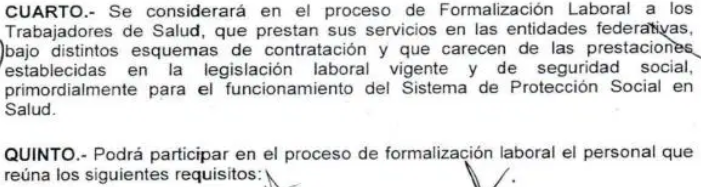 CUARTO.- Se considerará en el proceso de Formalización Laboral a los
Trabajadores de Salud, que prestan sus servicios en las entidades federativas,
bajo distintos esquemas de contratación y que carecen de las prestaciones
establecidas en la legislación laboral vigente y de seguridad social,
primordialmente para el funcionamiento del Sistema de Protección Social en
Salud.
QUINTO.- Podrá participar en el proceso de formalización laboral el personal que
reúna los siguientes requisitos: